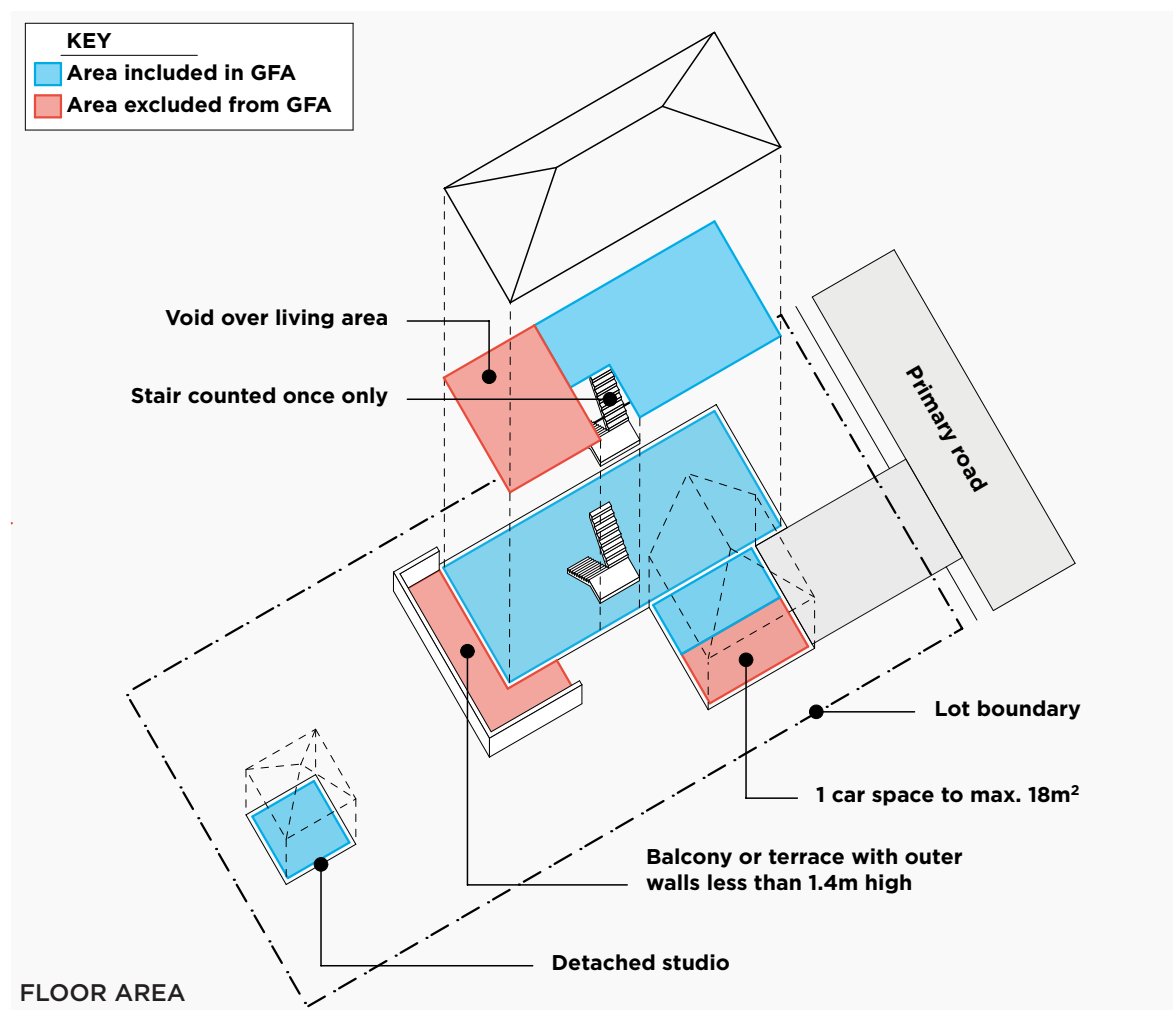 KEY
Area included in GFA
Area excluded from GFA
Void over living area
Stair counted once only
Primary road
Lot boundary
1 car space to max. 18m²
Balcony or terrace with outer
walls less than 1.4m high
Detached studio
FLOOR AREA